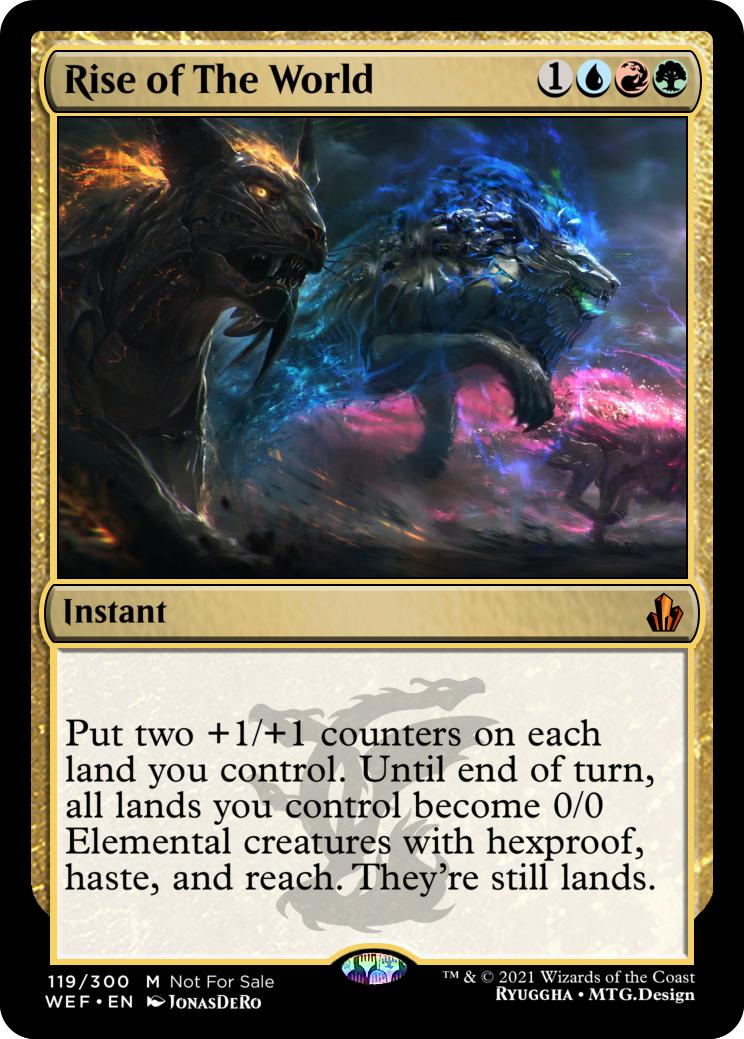 Rise of The World 1
Instant
Put two +1/+1 counters on each
land you control. Until end of turn,
all lands you control become 0/0
Elemental creatures with hexproof,
haste, and reach. They're still lands.
119/300 M Not For Sale
WEF • EN JonasDeRo
™ & © 2021 Wizards of the Coast
Ryuggha • MTG.Design